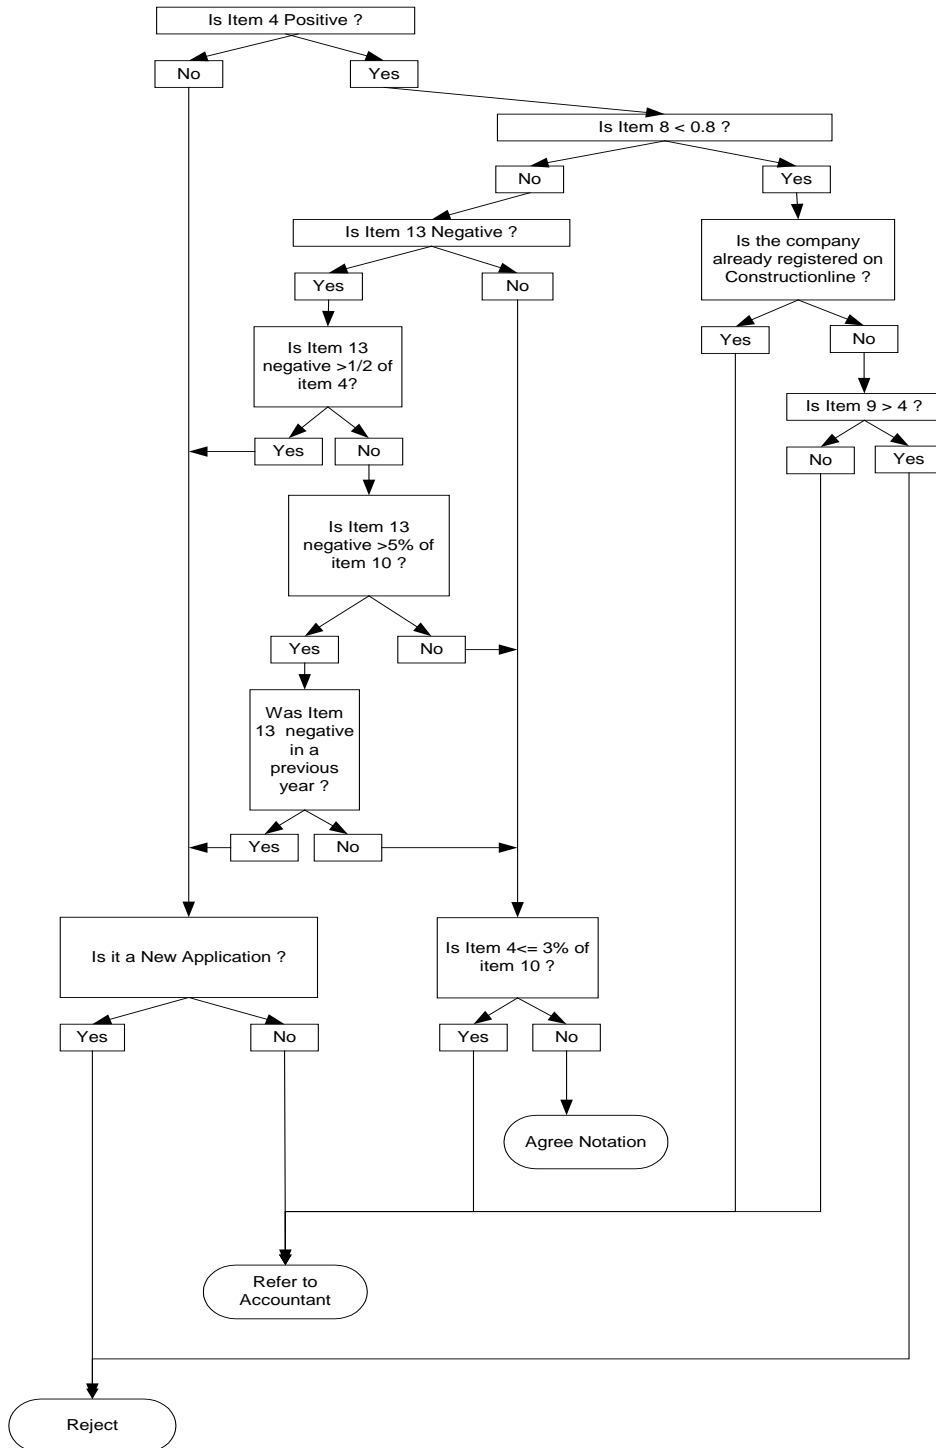 Is Item 4 Positive ?
No
Yes
Is Item 8 < 0.8 ?
No
Yes
Is Item 13 Negative ?
Is the company
already registered on
Constructionline ?
Yes
No
Is Item 13
negative >1/2 of
item 4?
Yes
No
Is Item 9 > 4 ?
Yes
No
No
Yes
Is Item 13
negative >5% of
item 10 ?
Yes
No
Was Item
13 negative
in a
previous
year ?
Yes
No
Is it a New Application ?
Is Item 4<= 3% of
item 10 ?
Yes
No
Yes
No
Agree Notation
Refer to
Accountant
Reject